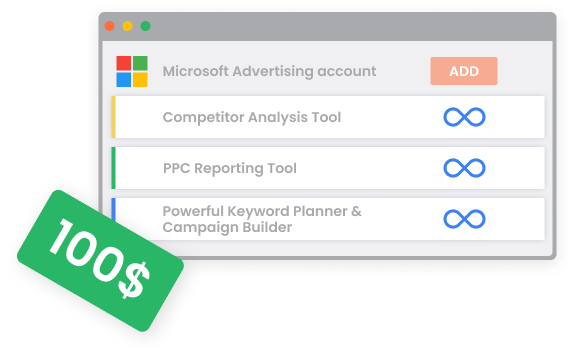 Microsoft Advertising account
ADD
Competitor Analysis Tool
PPC Reporting Tool
Powerful Keyword Planner &
Campaign Builder
100$